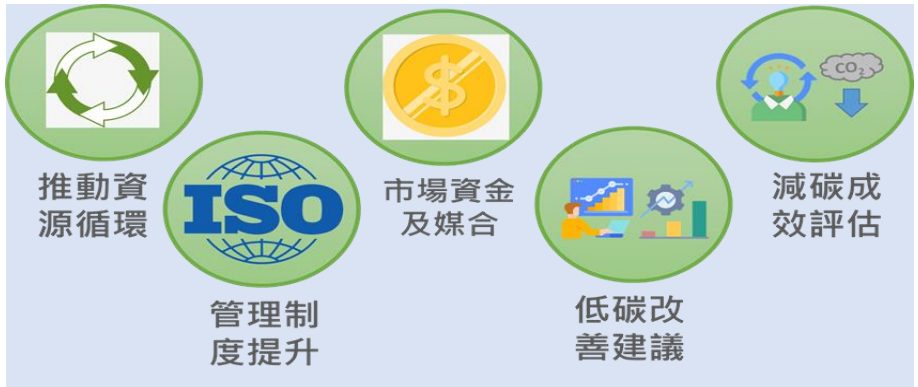 推動資
源循環
ISO
管理制
度提升
$
市場資金
及媒合
低碳改
善建議
CO2
減碳成
效評估